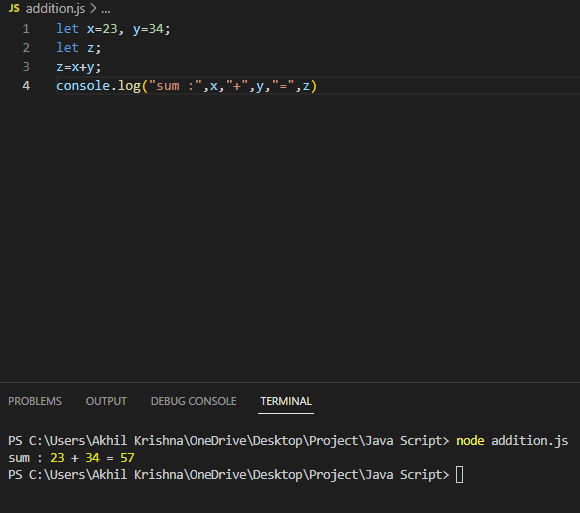 JS addition.js > ...
1 let x=23, y=34;
2 let z;
3 z=x+y;
4 console.log("sum :",x,"+",y,"=",z)
PROBLEMS OUTPUT DEBUG CONSOLE TERMINAL
PS C:\Users\Akhil Krishna\OneDrive\Desktop\Project\Java Script> node addition.js
sum : 23 + 34 = 57
PS C:\Users\Akhil Krishna\OneDrive\Desktop\Project\Java Script>